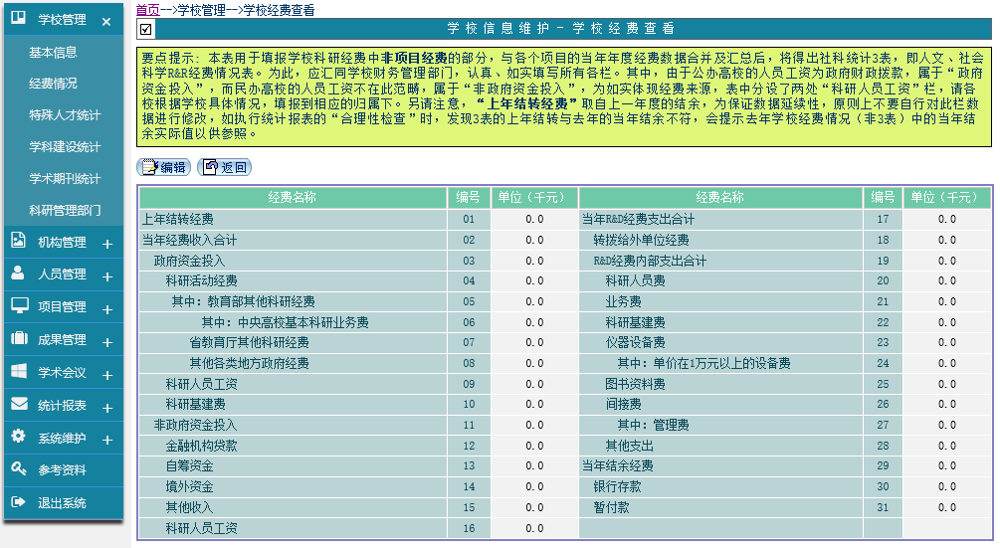 学校管理 ×
基本信息
经费情况
特殊人才统计
学科建设统计
学术期刊统计
科研管理部门
机构管理 +
人员管理 +
项目管理 +
成果管理 +
学术会议 +
统计报表 +
系统维护 +
参考资料
退出系统
首页-->学校管理-->学校经费查看
学校信息维护－学校经费查看
要点提示: 本表用于填报学校科研经费中非项目经费的部分，与各个项目的当年年度经费数据合并及汇总后，将得出社科统计3表，即人文、社会
科学R&R经费情况表。为此，应汇同学校财务管理部门，认真、如实填写所有各栏。其中，由于公办高校的人员工资为政府财政拨款，属于“政府
资金投入”，而民办高校的人员工资不在此范畴，属于“非政府资金投入”，为如实体现经费来源，表中分设了两处“科研人员工资”栏，请各
校根据学校具体情况，填报到相应的归属下。另请注意，“上年结转经费”取自上一年度的结余，为保证数据延续性，原则上不要自行对此栏数
据进行修改，如执行统计报表的“合理性检查”时，发现3表的上年结转与去年的当年结余不符，会提示去年学校经费情况（非3表）中的当年结
余实际值以供参照。
编辑 返回
经费名称 编号 单位（千元） 经费名称 编号 单位（千元）
上年结转经费 01 0.0 当年R&D经费支出合计 17 0.0
当年经费收入合计 02 0.0 转拨给外单位经费 18 0.0
政府资金投入 03 0.0 R&D经费内部支出合计 19 0.0
科研活动经费 04 0.0 科研人员费 20 0.0
其中: 教育部其他科研经费 05 0.0 业务费 21 0.0
其中: 中央高校基本科研业务费 06 0.0 科研基建费 22 0.0
省教育厅其他科研经费 07 0.0 仪器设备费 23 0.0
其他各类地方政府经费 08 0.0 其中: 单价在1万元以上的设备费 24 0.0
科研人员工资 09 0.0 图书资料费 25 0.0
科研基建费 10 0.0 间接费 26 0.0
非政府资金投入 11 0.0 其中: 管理费 27 0.0
金融机构贷款 12 0.0 其他支出 28 0.0
自筹资金 13 0.0 当年结余经费 29 0.0
境外资金 14 0.0 银行存款 30 0.0
其他收入 15 0.0 暂付款 31 0.0
科研人员工资 16 0.0